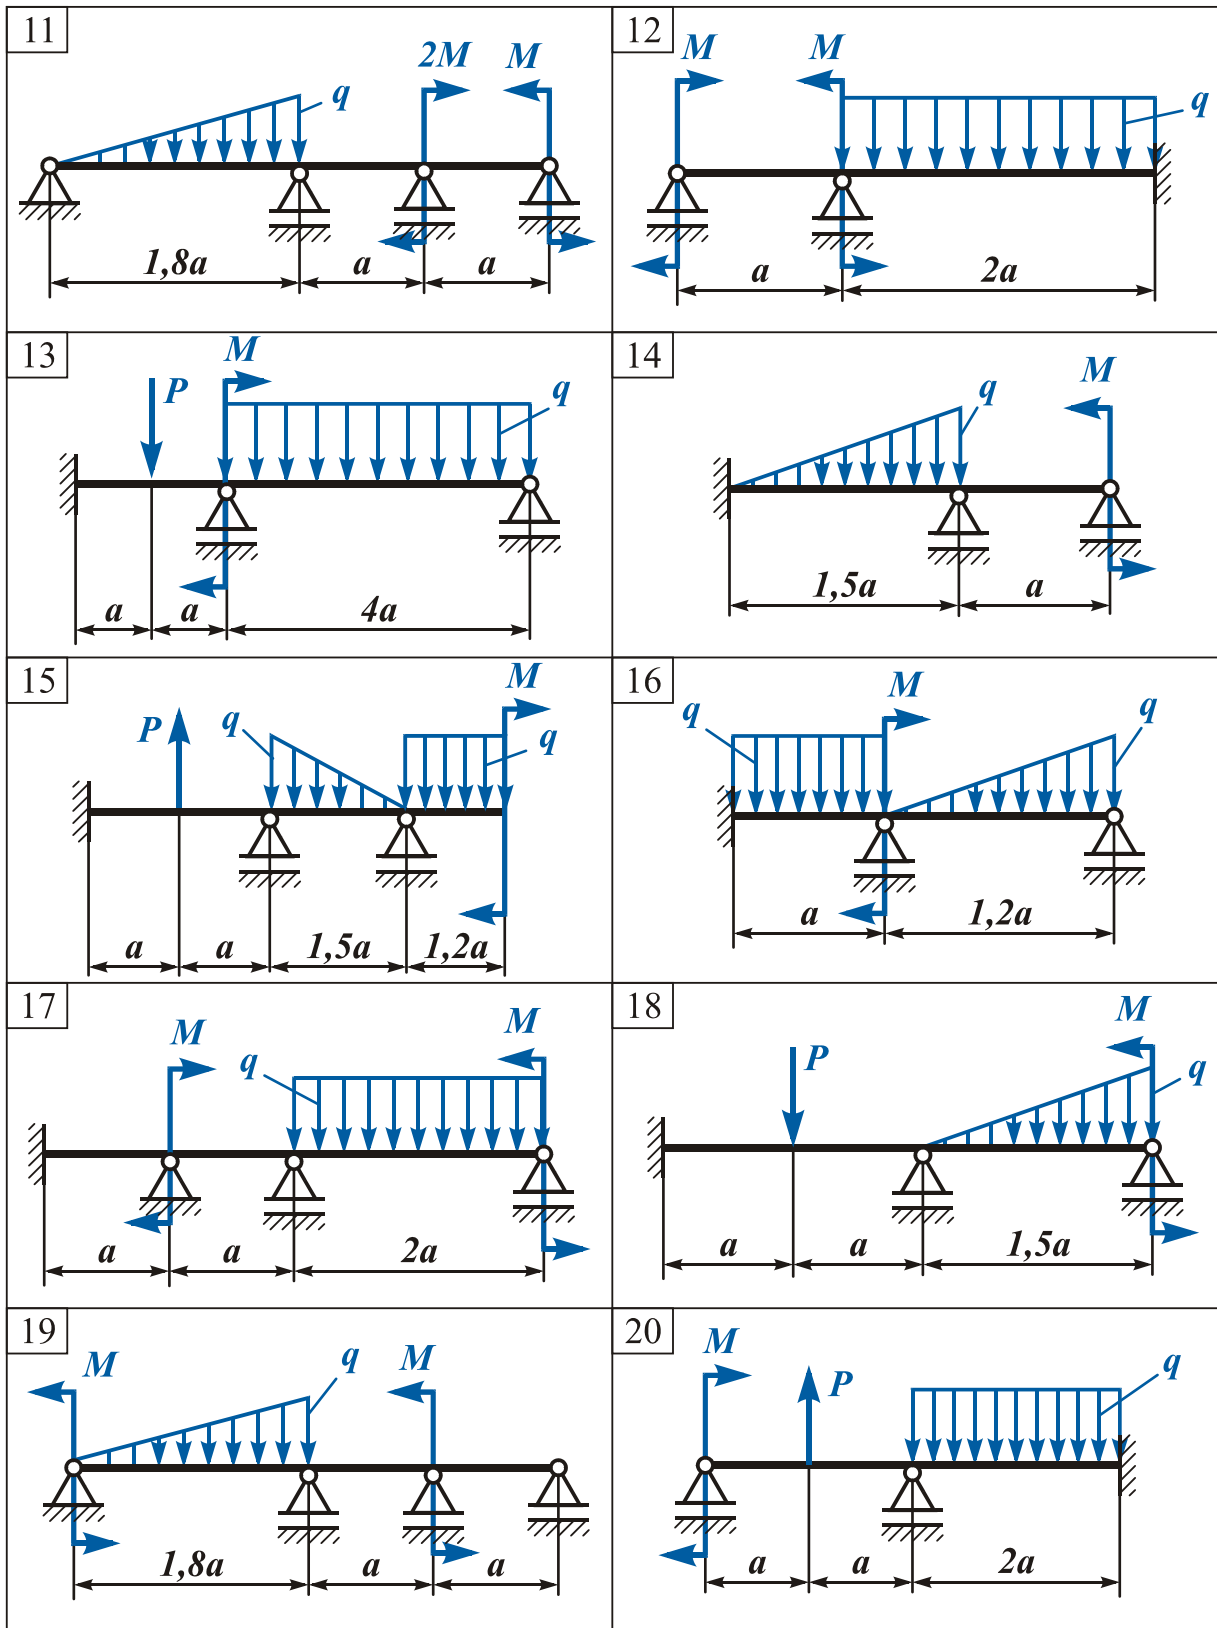 11
2M M
q
1,8a a a
12
M M
q
a 2a
13
M
P q
a a 4a
14
M
q
1,5a a
15
M
P q q
a a 1,5a 1,2a
16
M
q q
a 1,2a
17
M M
q
a a 2a
18
M
P q
a a 1,5a
19
M q M
1,8a a a
20
M
P q
a a 2a